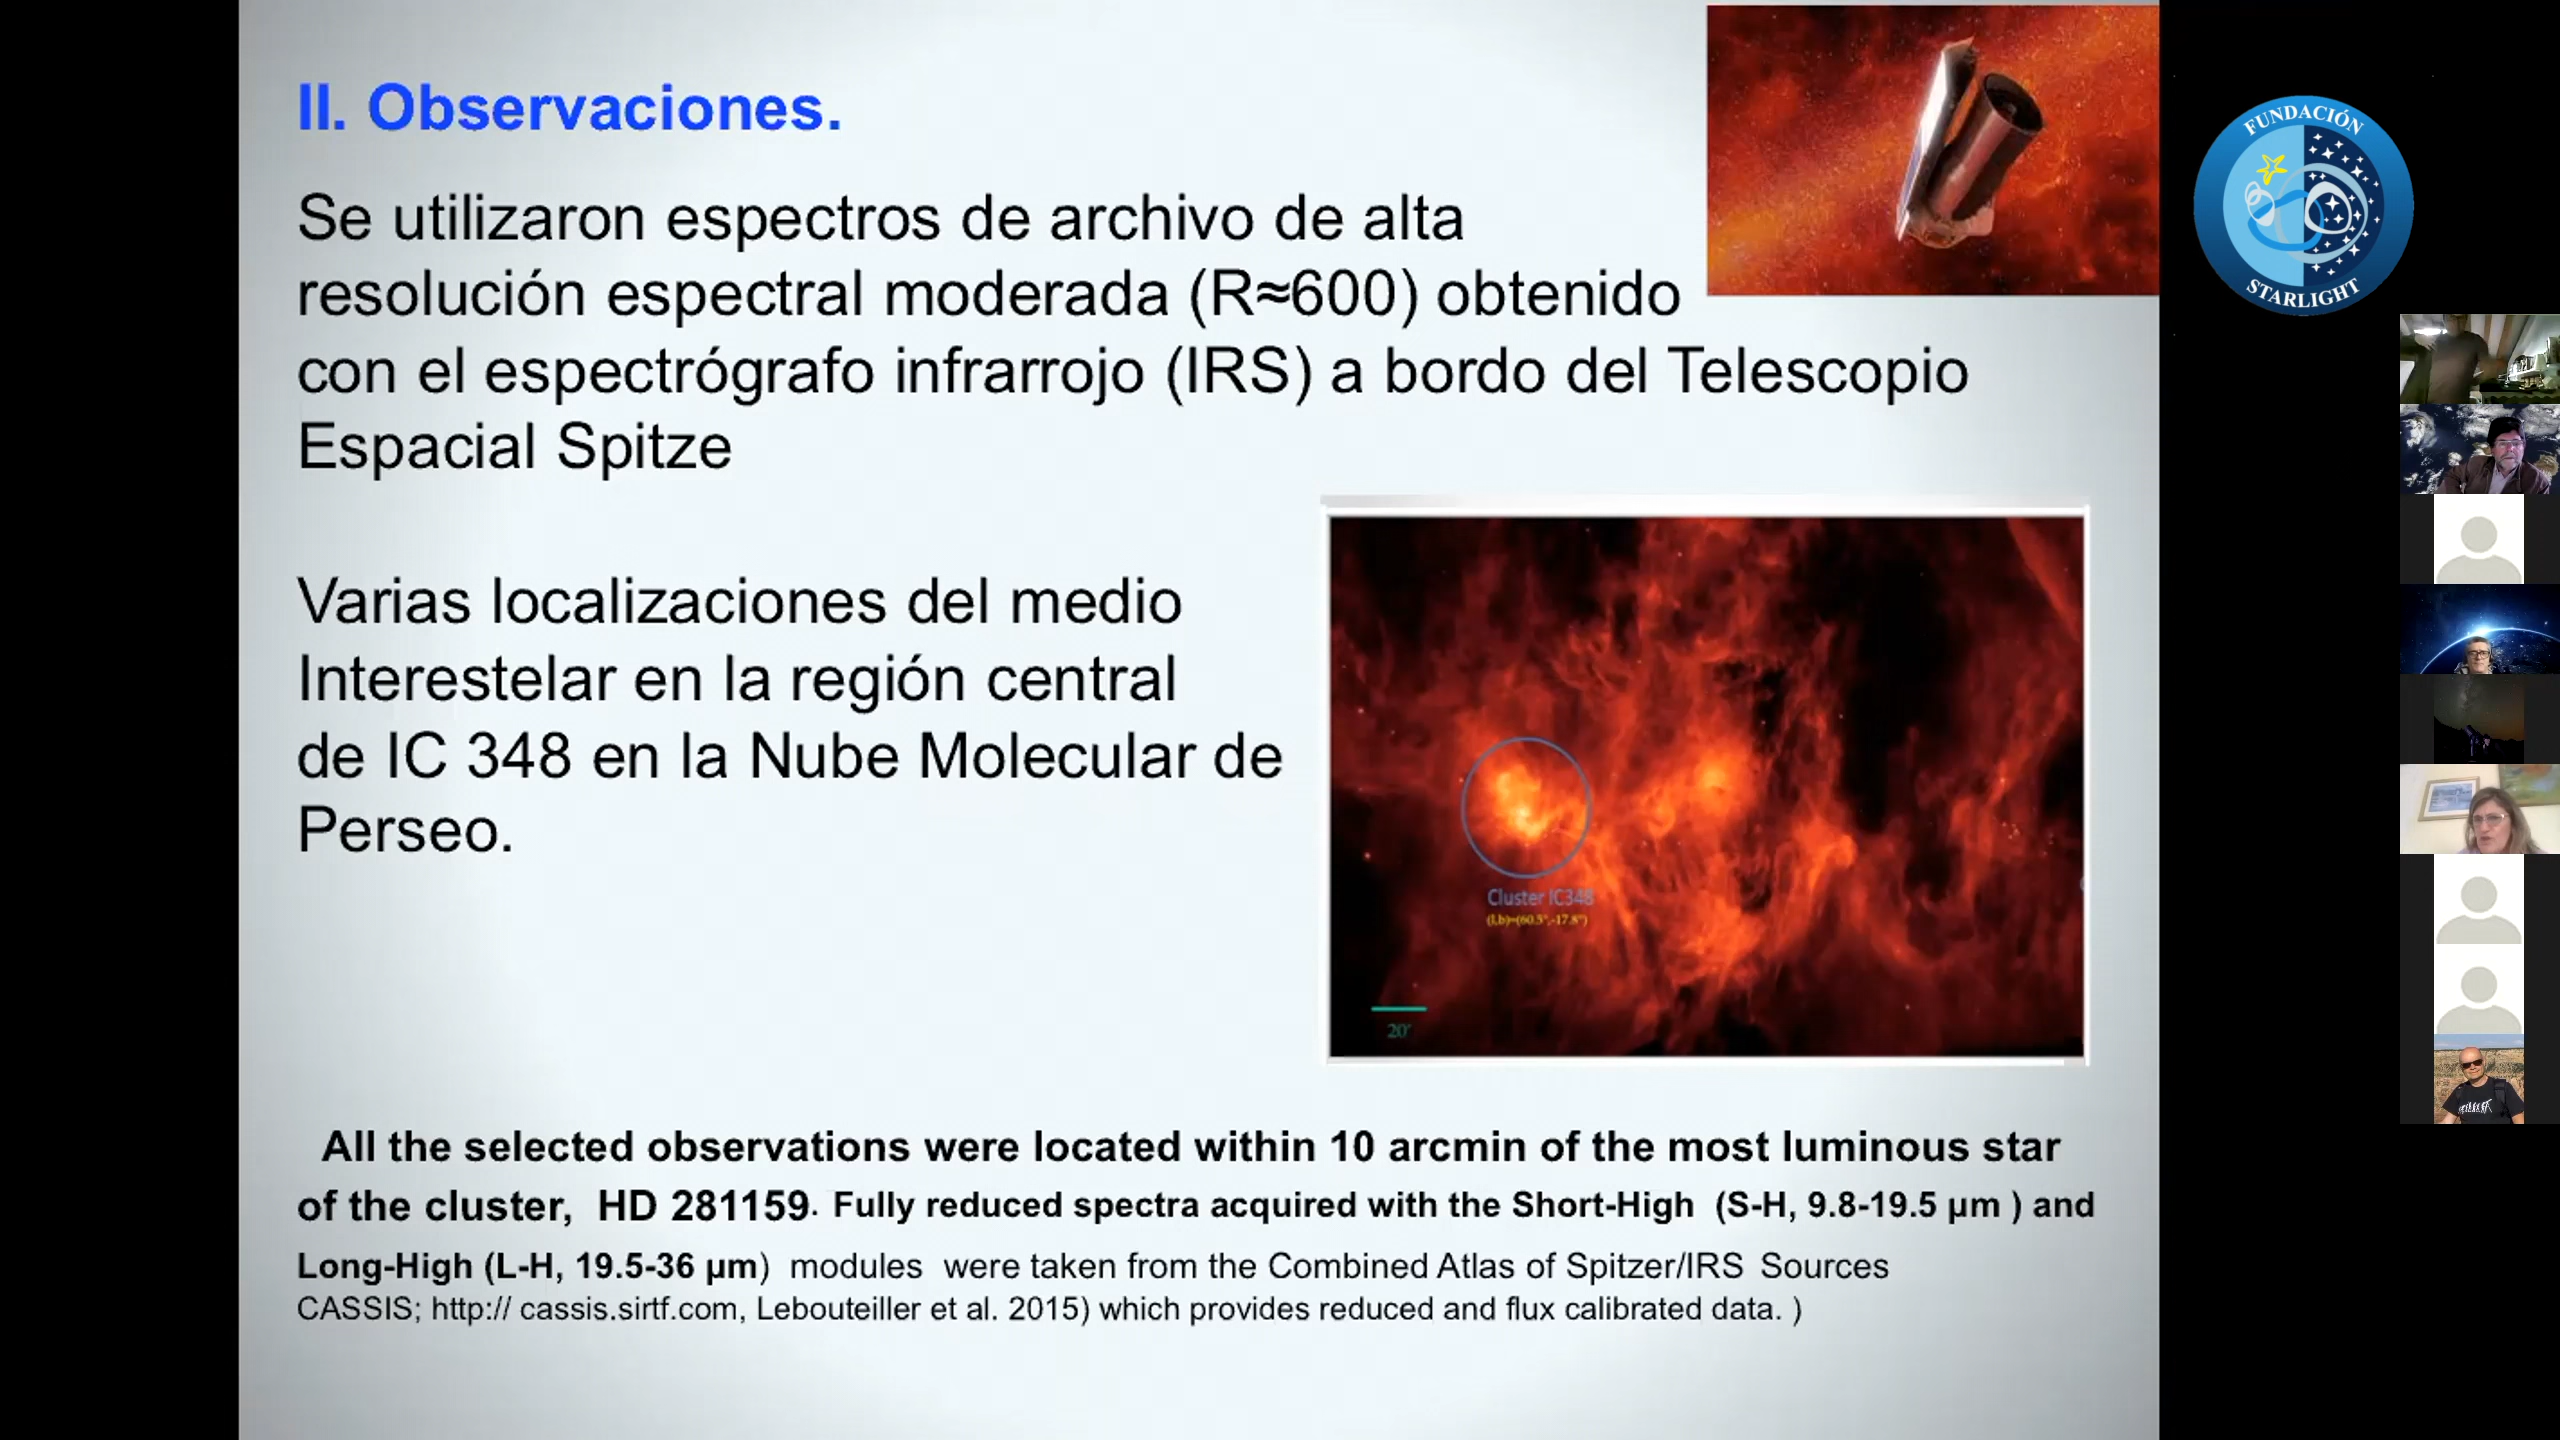 II. Observaciones.
Se utilizaron espectros de archivo de alta
resolución espectral moderada (R≈600) obtenido
con el espectrógrafo infrarrojo (IRS) a bordo del Telescopio
Espacial Spitze
Varias localizaciones del medio
Interestelar en la región central
de IC 348 en la Nube Molecular de
Perseo.
Cluster IC348
(l,b)=(60.5°,-17.8°)
20'
All the selected observations were located within 10 arcmin of the most luminous star
of the cluster, HD 281159. Fully reduced spectra acquired with the Short-High (S-H, 9.8-19.5 µm ) and
Long-High (L-H, 19.5-36 µm) modules were taken from the Combined Atlas of Spitzer/IRS Sources
CASSIS; http:// cassis.sirtf.com, Lebouteiller et al. 2015) which provides reduced and flux calibrated data. )
FUNDACIÓN
STARLIGHT